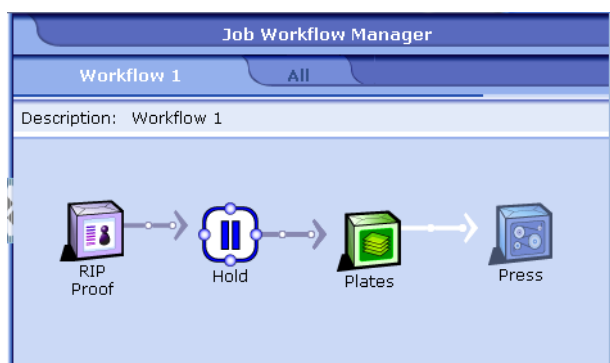 Job Workflow Manager
Workflow 1
All
Description: Workflow 1
RIP
Proof
Hold
Plates
Press